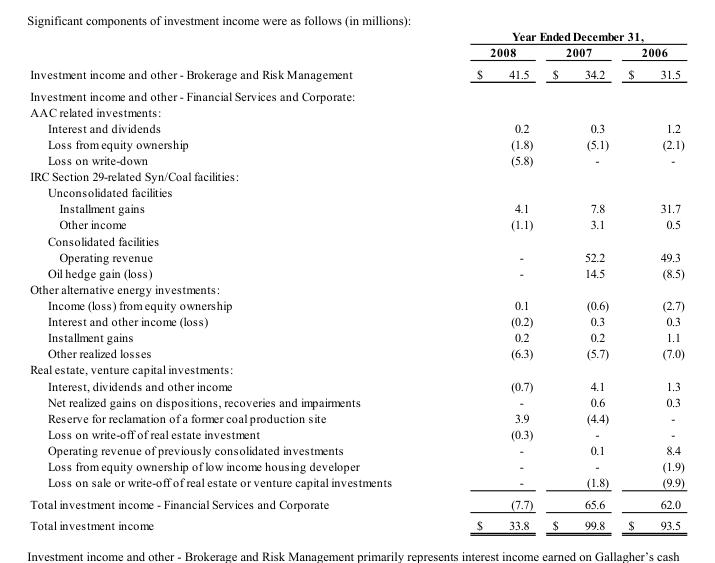 Significant components of investment income were as follows (in millions):
Year Ended December 31,
2008 2007 2006
Investment income and other - Brokerage and Risk Management $ 41.5 $ 34.2 $ 31.5
Investment income and other - Financial Services and Corporate:
AAC related investments:
Interest and dividends 0.2 0.3 1.2
Loss from equity ownership (1.8) (5.1) (2.1)
Loss on write-down (5.8) - -
IRC Section 29-related Syn/Coal facilities:
Unconsolidated facilities
Installment gains 4.1 7.8 31.7
Other income (1.1) 3.1 0.5
Consolidated facilities
Operating revenue - 52.2 49.3
Oil hedge gain (loss) - 14.5 (8.5)
Other alternative energy investments:
Income (loss) from equity ownership 0.1 (0.6) (2.7)
Interest and other income (loss) (0.2) 0.3 0.3
Installment gains 0.2 0.2 1.1
Other realized losses (6.3) (5.7) (7.0)
Real estate, venture capital investments:
Interest, dividends and other income (0.7) 4.1 1.3
Net realized gains on dispositions, recoveries and impairments - 0.6 0.3
Reserve for reclamation of a former coal production site 3.9 (4.4) -
Loss on write-off of real estate investment (0.3) - -
Operating revenue of previously consolidated investments - 0.1 8.4
Loss from equity ownership of low income housing developer - - (1.9)
Loss on sale or write-off of real estate or venture capital investments - (1.8) (9.9)
Total investment income - Financial Services and Corporate (7.7) 65.6 62.0
Total investment income $ 33.8 $ 99.8 $ 93.5
Investment income and other - Brokerage and Risk Management primarily represents interest income earned on Gallagher's cash